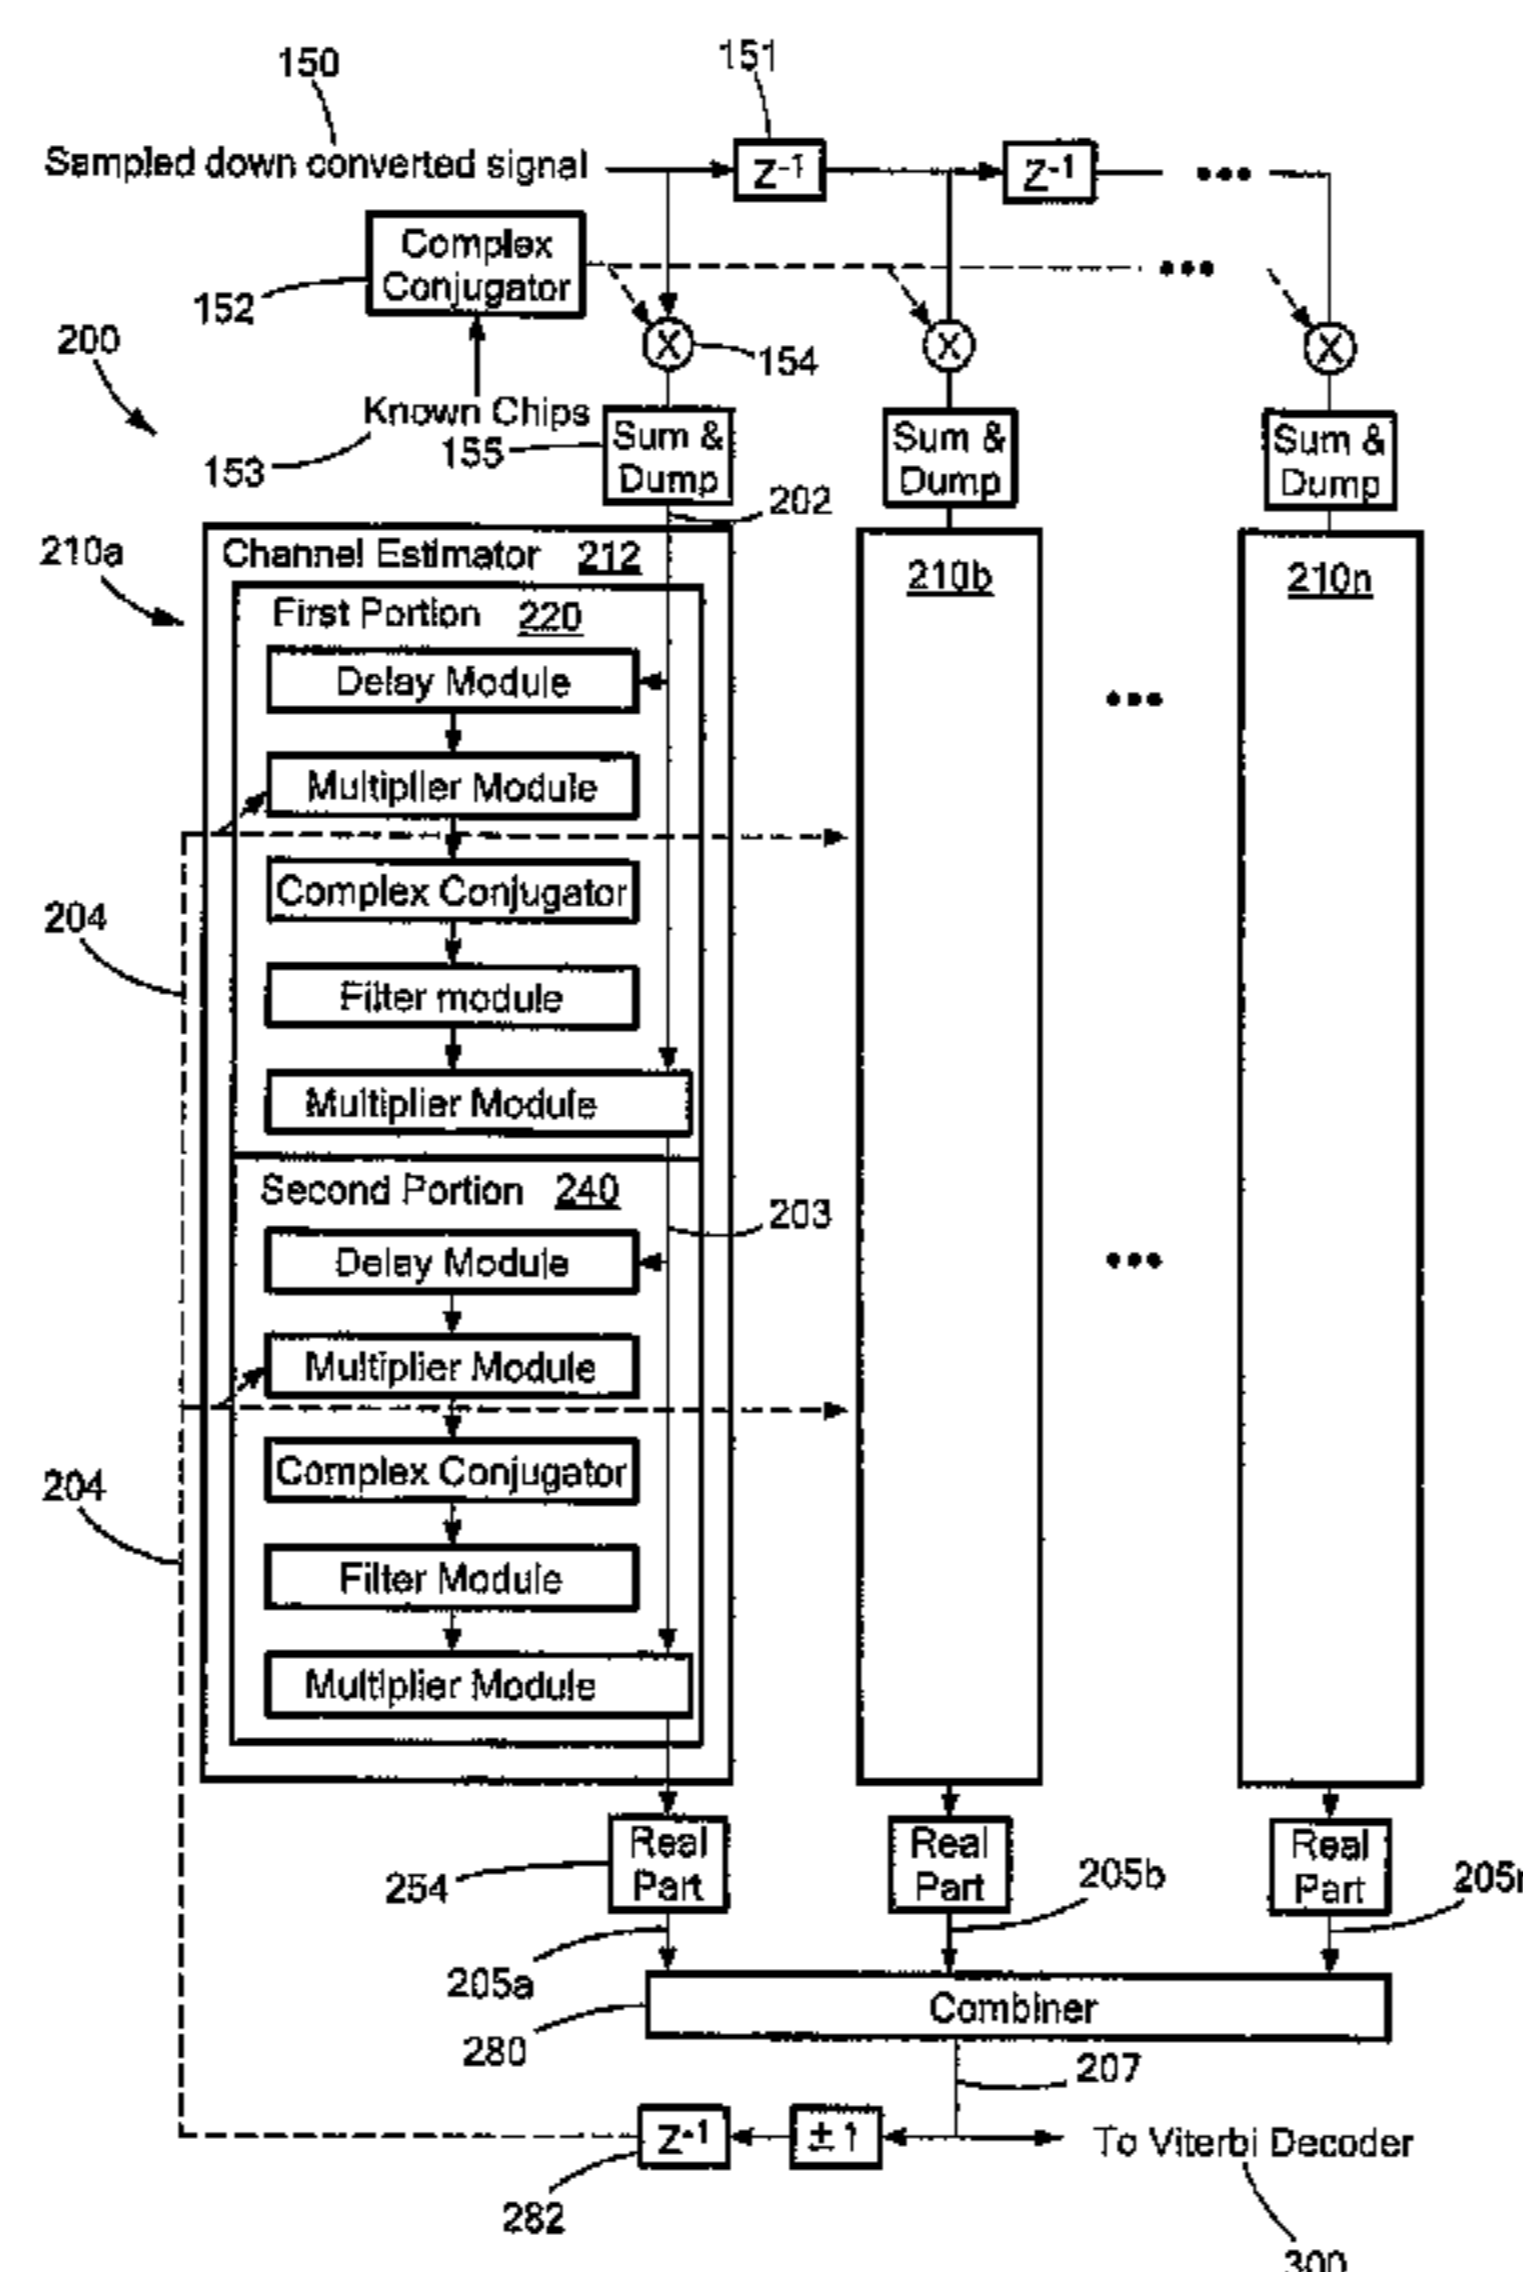 150
151
Sampled down converted signal
Z-1
Z-1
Complex
Conjugator
152
200
X
154
X
X
Known Chips
153
155
Sum &
Dump
Sum &
Dump
Sum &
Dump
202
210a
Channel Estimator 212
210b
210n
First Portion 220
Delay Module
Multiplier Module
Complex Conjugator
204
Filter module
Multiplier Module
Second Portion 240
203
Delay Module
Multiplier Module
Complex Conjugator
204
Filter Module
Multiplier Module
Real
Part
Real
Part
Real
Part
254
205b
205n
205a
Combiner
280
207
Z-1
± 1
To Viterbi Decoder
282
300